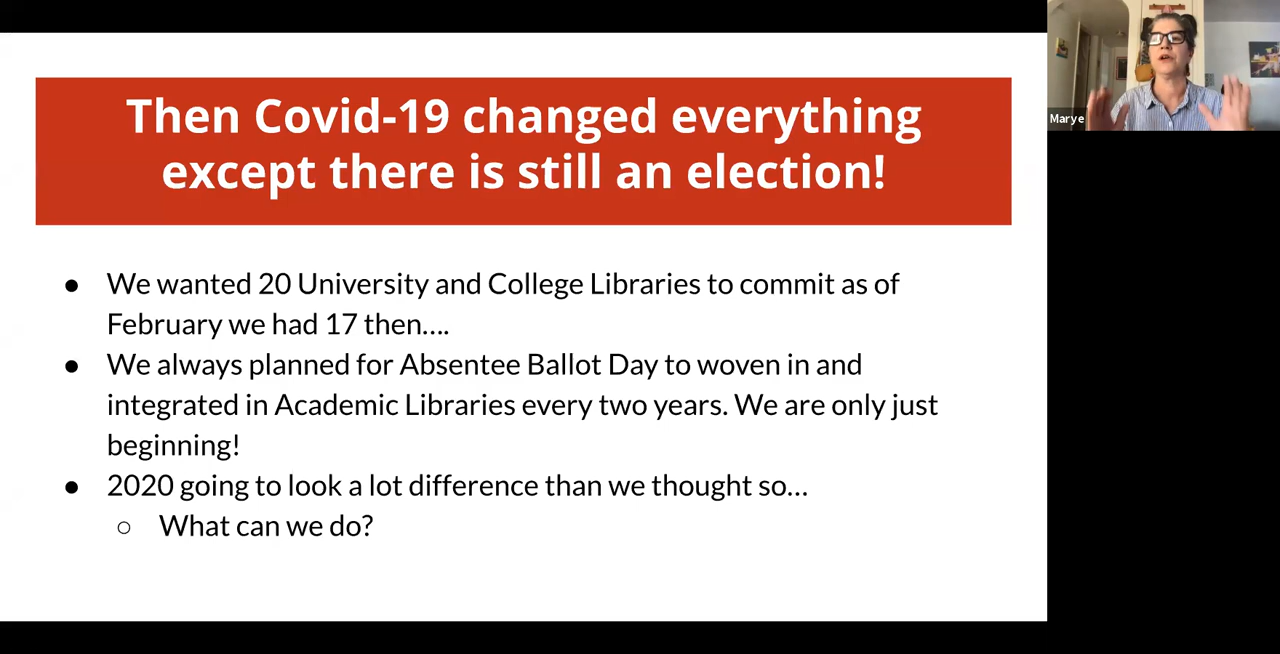 Then Covid-19 changed everything
except there is still an election!
● We wanted 20 University and College Libraries to commit as of
February we had 17 then....
● We always planned for Absentee Ballot Day to woven in and
integrated in Academic Libraries every two years. We are only just
beginning!
● 2020 going to look a lot difference than we thought so...
○ What can we do?
Marye